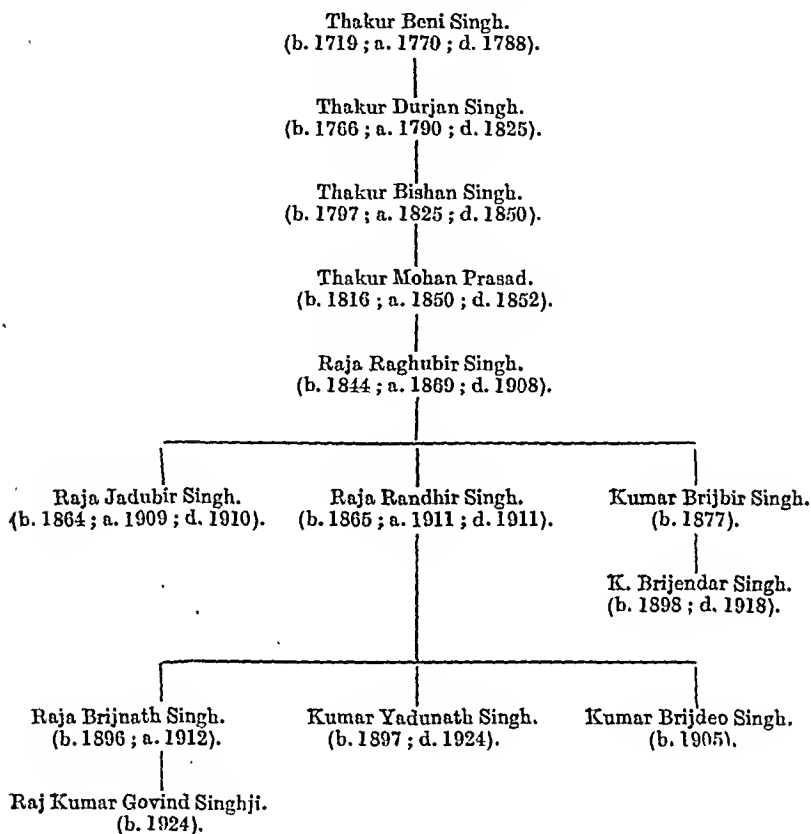 Thakur Beni Singh.
(b. 1719 ; a. 1770 ; d. 1788).
Thakur Durjan Singh.
(b. 1766 ; a. 1790 ; d. 1825).
Thakur Bishan Singh.
(b. 1797 ; a. 1825 ; d. 1850).
Thakur Mohan Prasad.
(b. 1816 ; a. 1850 ; d. 1852).
Raja Raghubir Singh.
(b. 1844 ; a. 1869 ; d. 1908).
Raja Jadubir Singh.
(b. 1864 ; a. 1909 ; d. 1910).
Raja Randhir Singh.
(b. 1865 ; a. 1911 ; d. 1911).
Kumar Brijbir Singh.
(b. 1877).
K. Brijendar Singh.
(b. 1898 ; d. 1918).
Raja Brijnath Singh.
(b. 1896 ; a. 1912).
Kumar Yadunath Singh.
(b. 1897 ; d. 1924).
Kumar Brijdeo Singh.
(b. 1905).
Raj Kumar Govind Singhji.
(b. 1924).